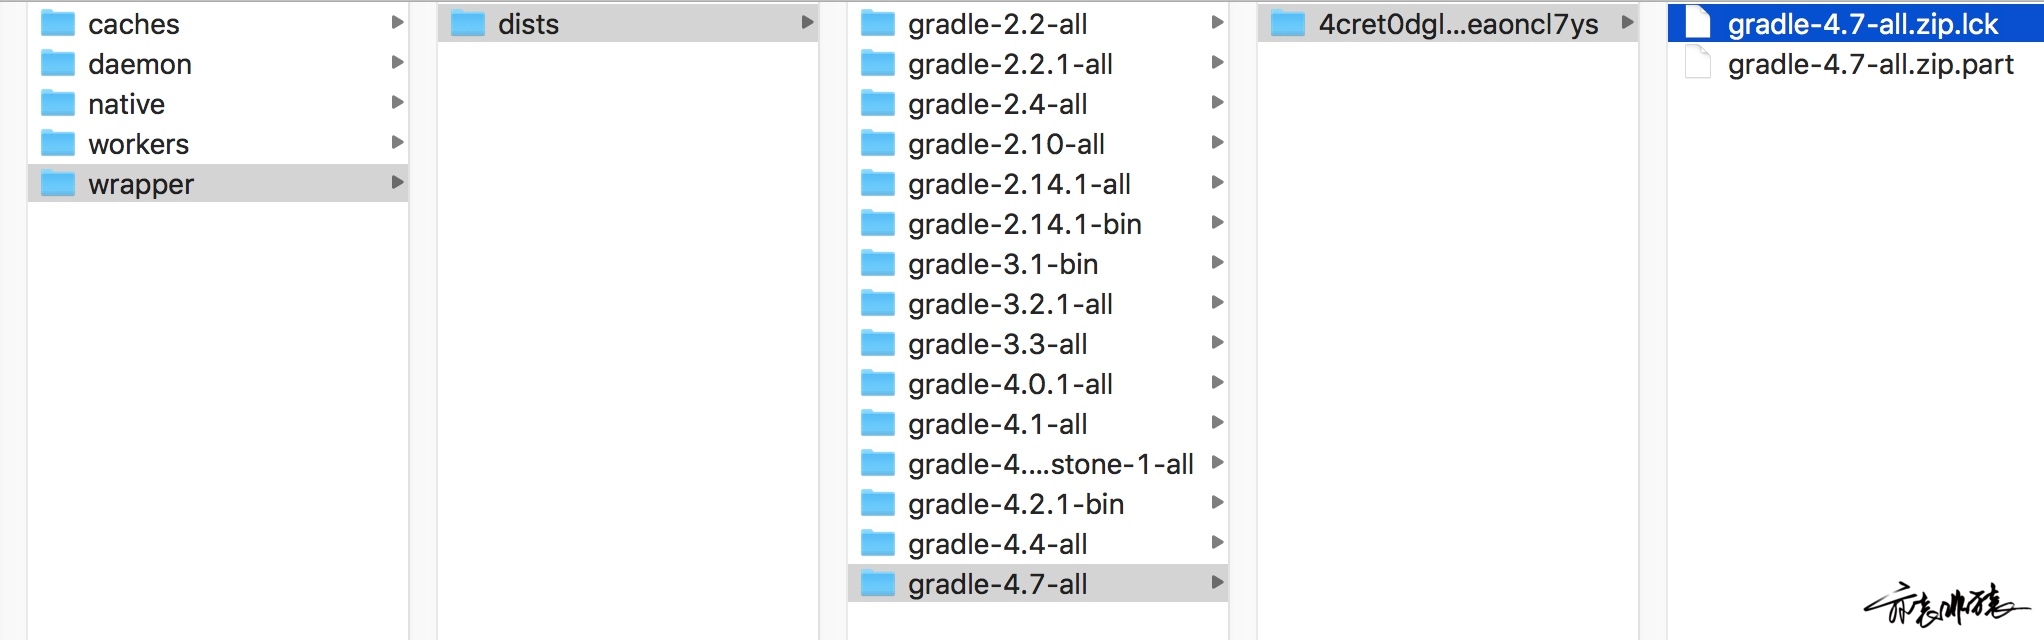 caches
daemon
native
workers
wrapper
dists
gradle-2.2-all
gradle-2.2.1-all
gradle-2.4-all
gradle-2.10-all
gradle-2.14.1-all
gradle-2.14.1-bin
gradle-3.1-bin
gradle-3.2.1-all
gradle-3.3-all
gradle-4.0.1-all
gradle-4.1-all
gradle-4....stone-1-all
gradle-4.2.1-bin
gradle-4.4-all
gradle-4.7-all
4cret0dgl...eaoncl7ys
gradle-4.7-all.zip.lck
gradle-4.7-all.zip.part